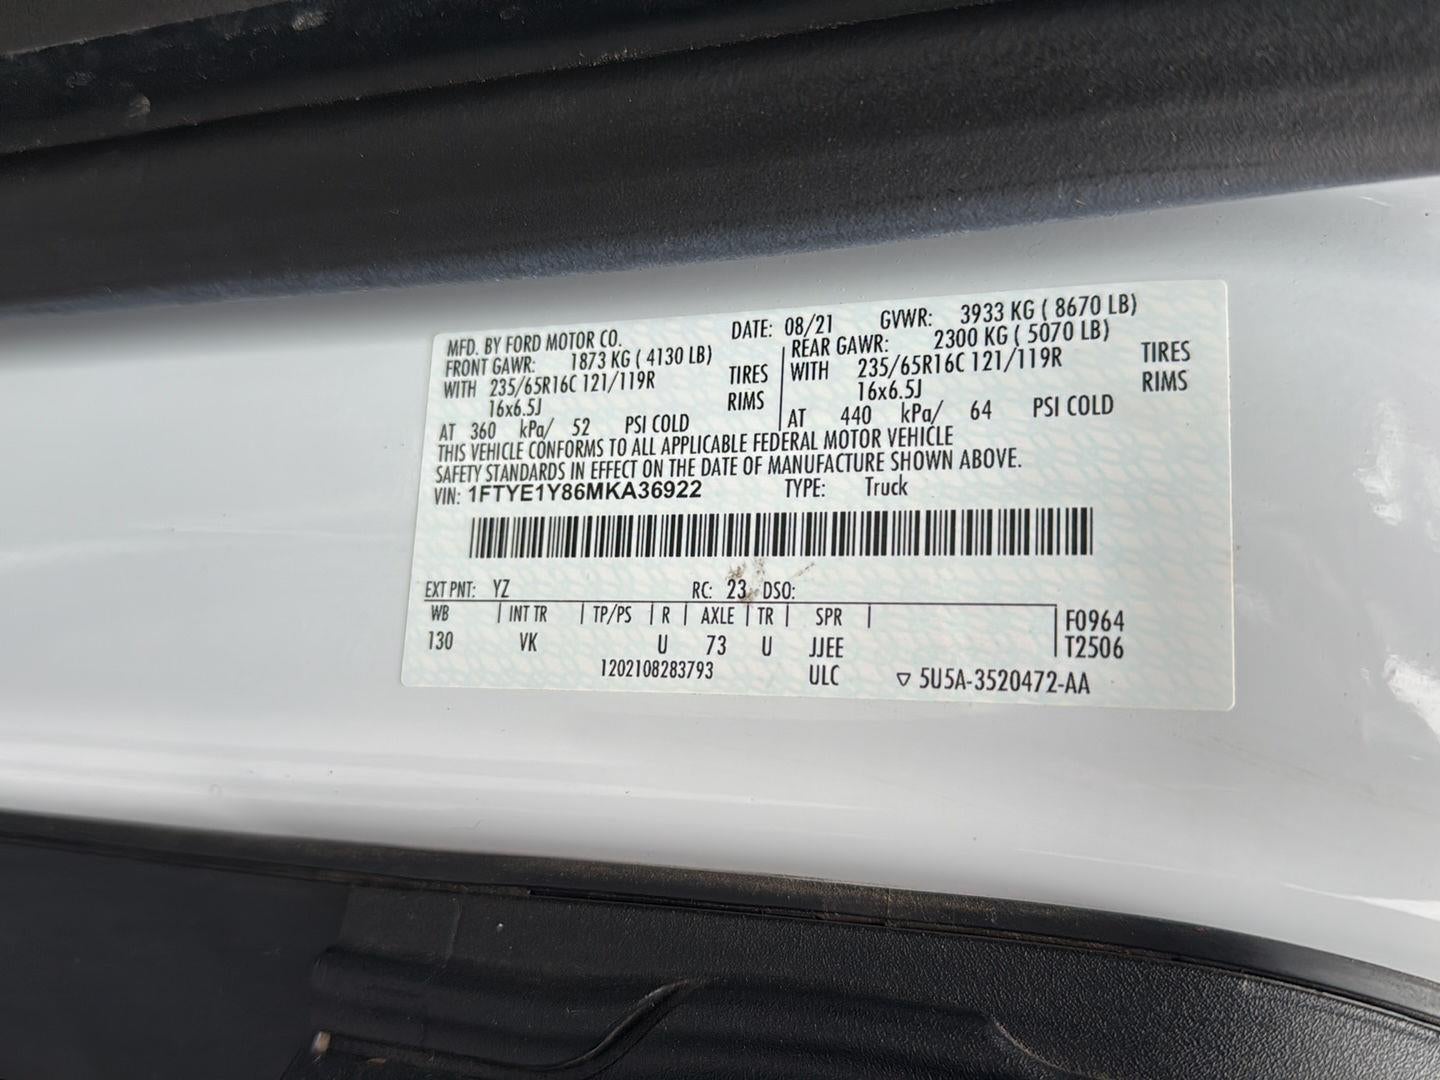 MFD. BY FORD MOTOR CO. DATE: 08/21 GVWR: 3933 KG ( 8670 LB)
FRONT GAWR: 1873 KG ( 4130 LB) REAR GAWR: 2300 KG ( 5070 LB)
WITH 235/65R16C 121/119R TIRES WITH 235/65R16C 121/119R TIRES
16x6.5J RIMS 16x6.5J RIMS
AT 360 kPa/ 52 PSI COLD AT 440 kPa/ 64 PSI COLD
THIS VEHICLE CONFORMS TO ALL APPLICABLE FEDERAL MOTOR VEHICLE
SAFETY STANDARDS IN EFFECT ON THE DATE OF MANUFACTURE SHOWN ABOVE.
VIN: 1FTYE1Y86MKA36922 TYPE: Truck
EXT PNT: YZ RC: 23 DSO:
WB INT TR TP/PS R AXLE TR SPR F0964
130 VK U 73 U JJEE T2506
1202108283793 ULC ▽ 5U5A-3520472-AA